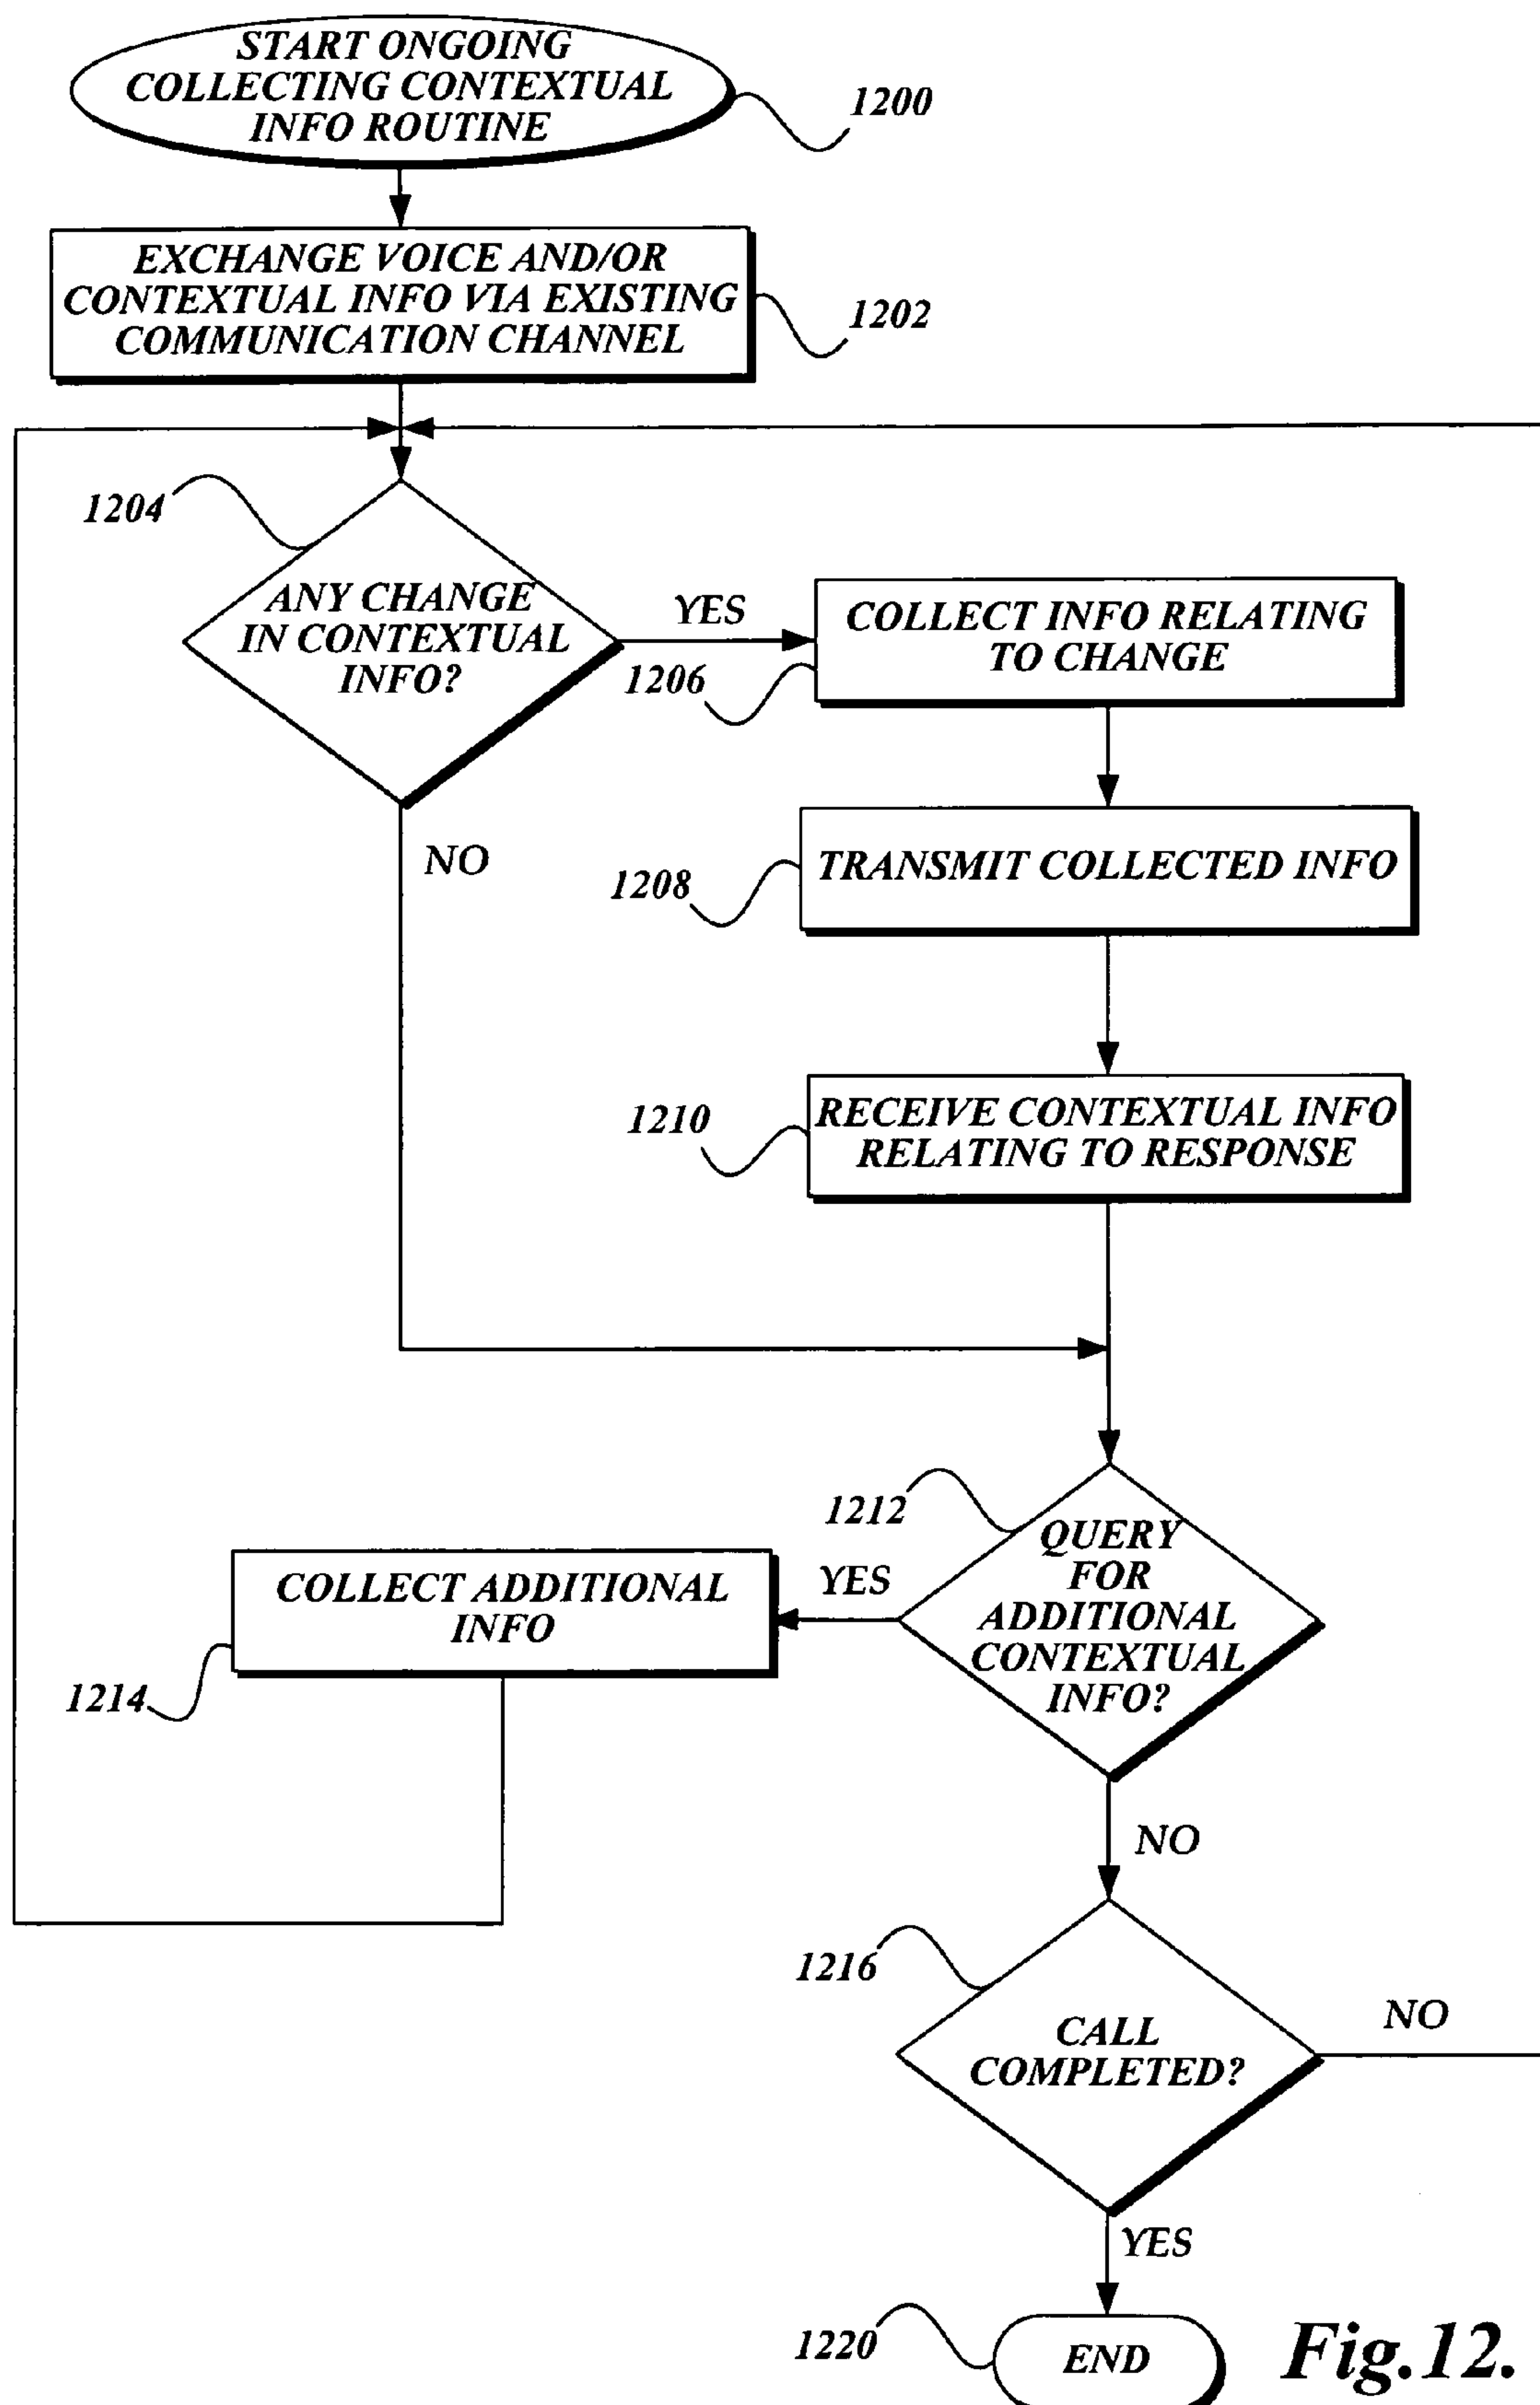 START ONGOING
COLLECTING CONTEXTUAL
INFO ROUTINE
1200
EXCHANGE VOICE AND/OR
CONTEXTUAL INFO VIA EXISTING
COMMUNICATION CHANNEL
1202
1204
ANY CHANGE
IN CONTEXTUAL
INFO?
YES
1206
COLLECT INFO RELATING
TO CHANGE
NO
1208
TRANSMIT COLLECTED INFO
1210
RECEIVE CONTEXTUAL INFO
RELATING TO RESPONSE
1212
QUERY
FOR
ADDITIONAL
CONTEXTUAL
INFO?
YES
COLLECT ADDITIONAL
INFO
1214
NO
1216
CALL
COMPLETED?
NO
YES
1220
END
Fig.12.